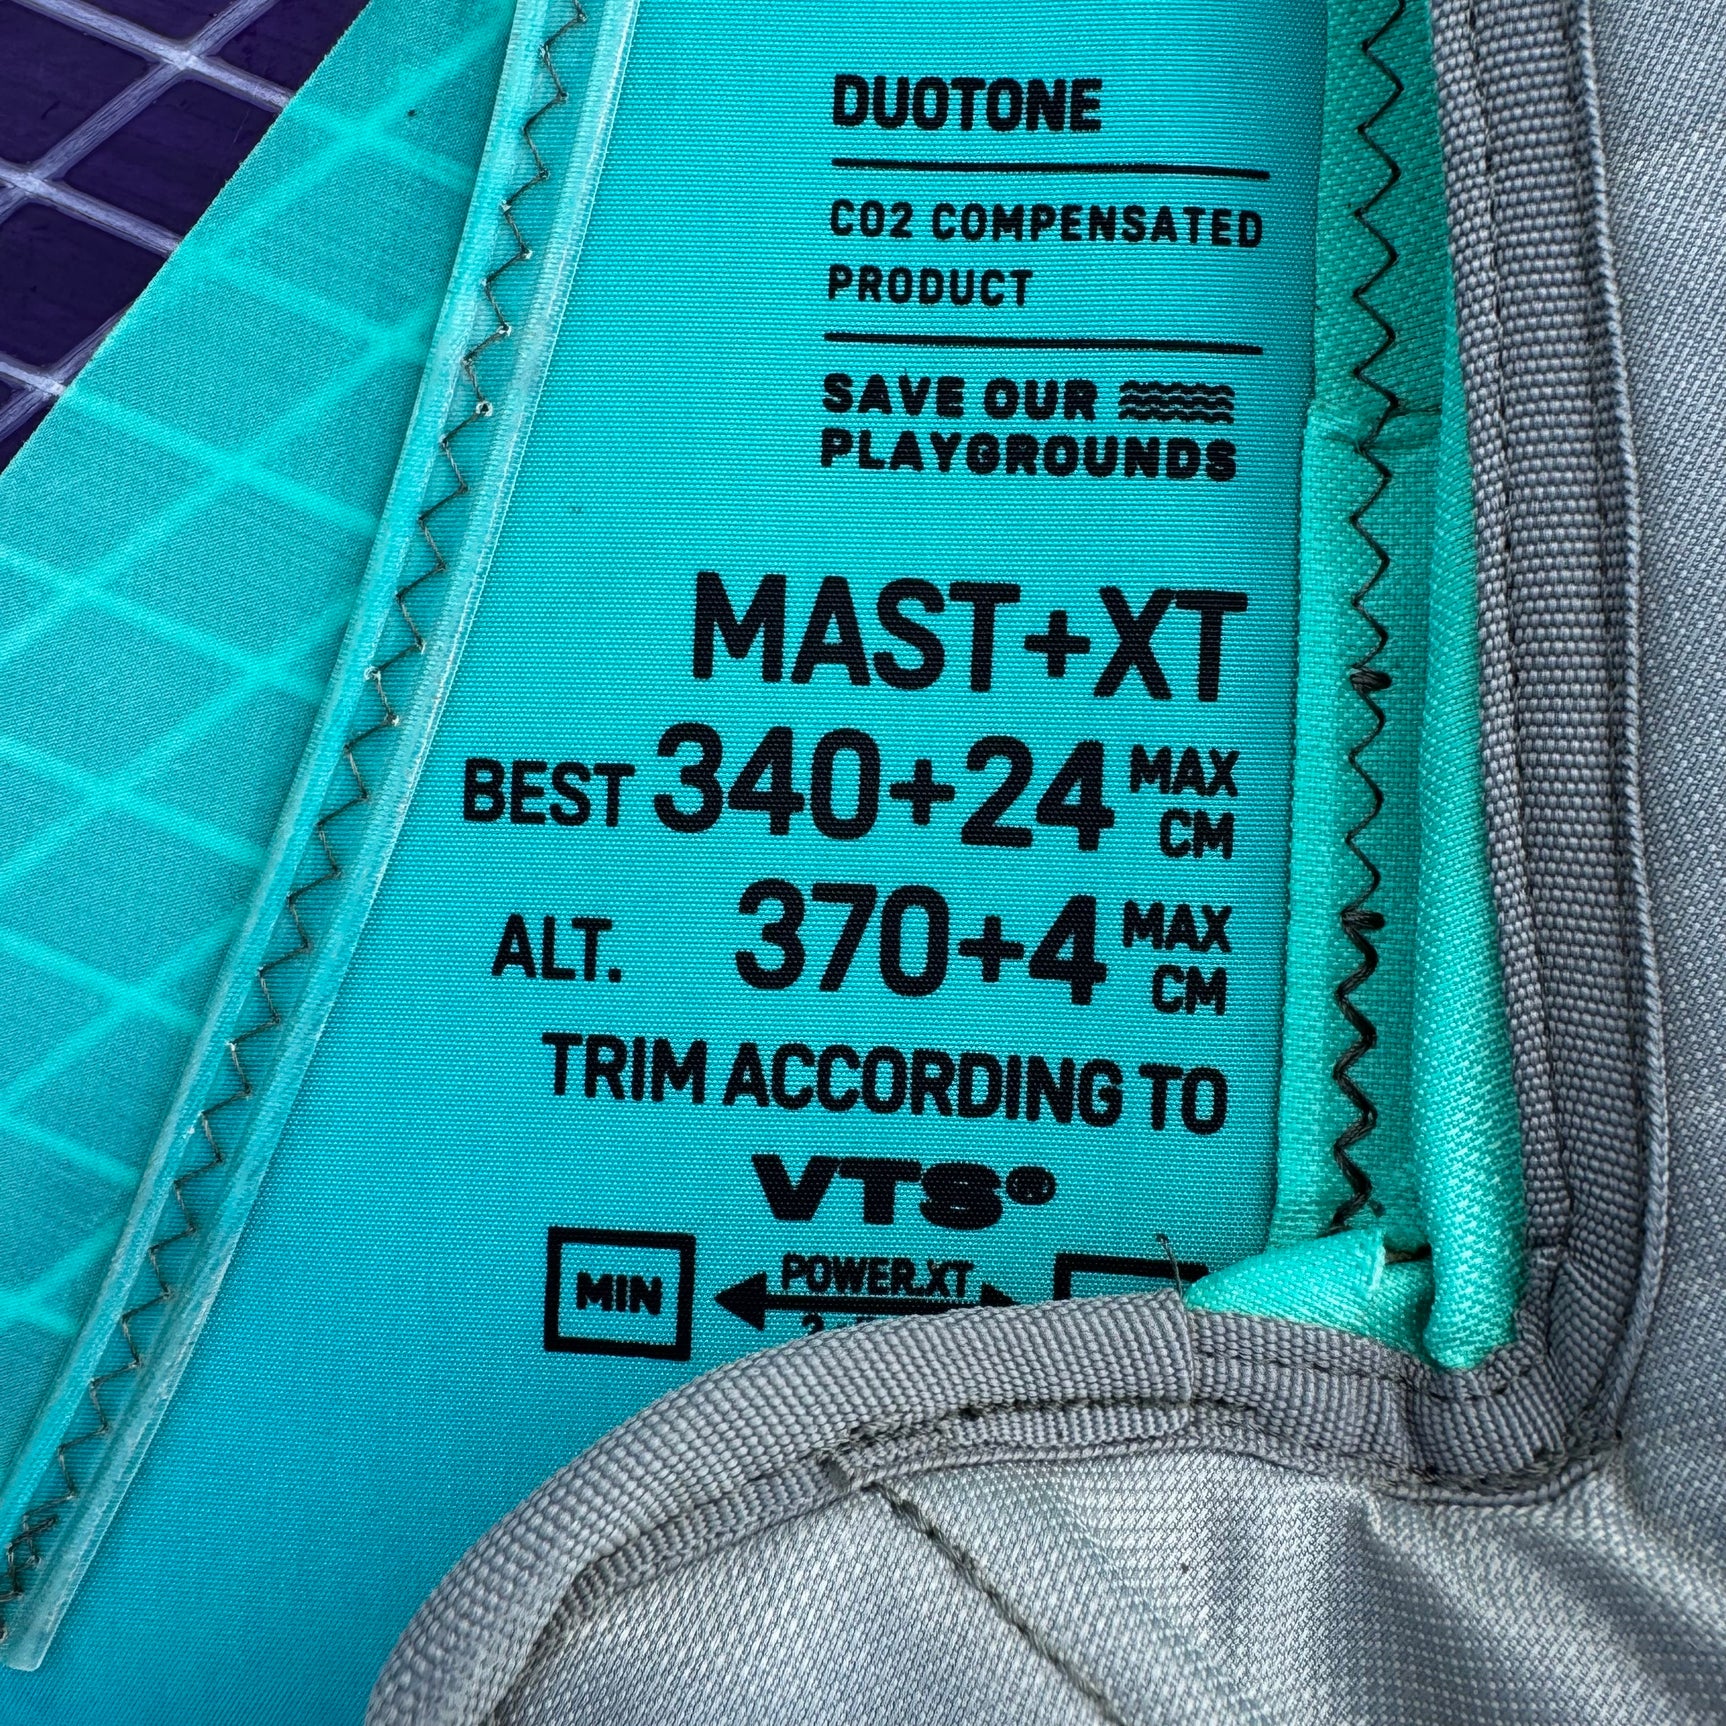 DUOTONE
CO2 COMPENSATED
PRODUCT
SAVE OUR
PLAYGROUNDS
MAST+XT
BEST 340+24 MAX CM
ALT. 370+4 MAX CM
TRIM ACCORDING TO
VTS®
MIN POWER.XT